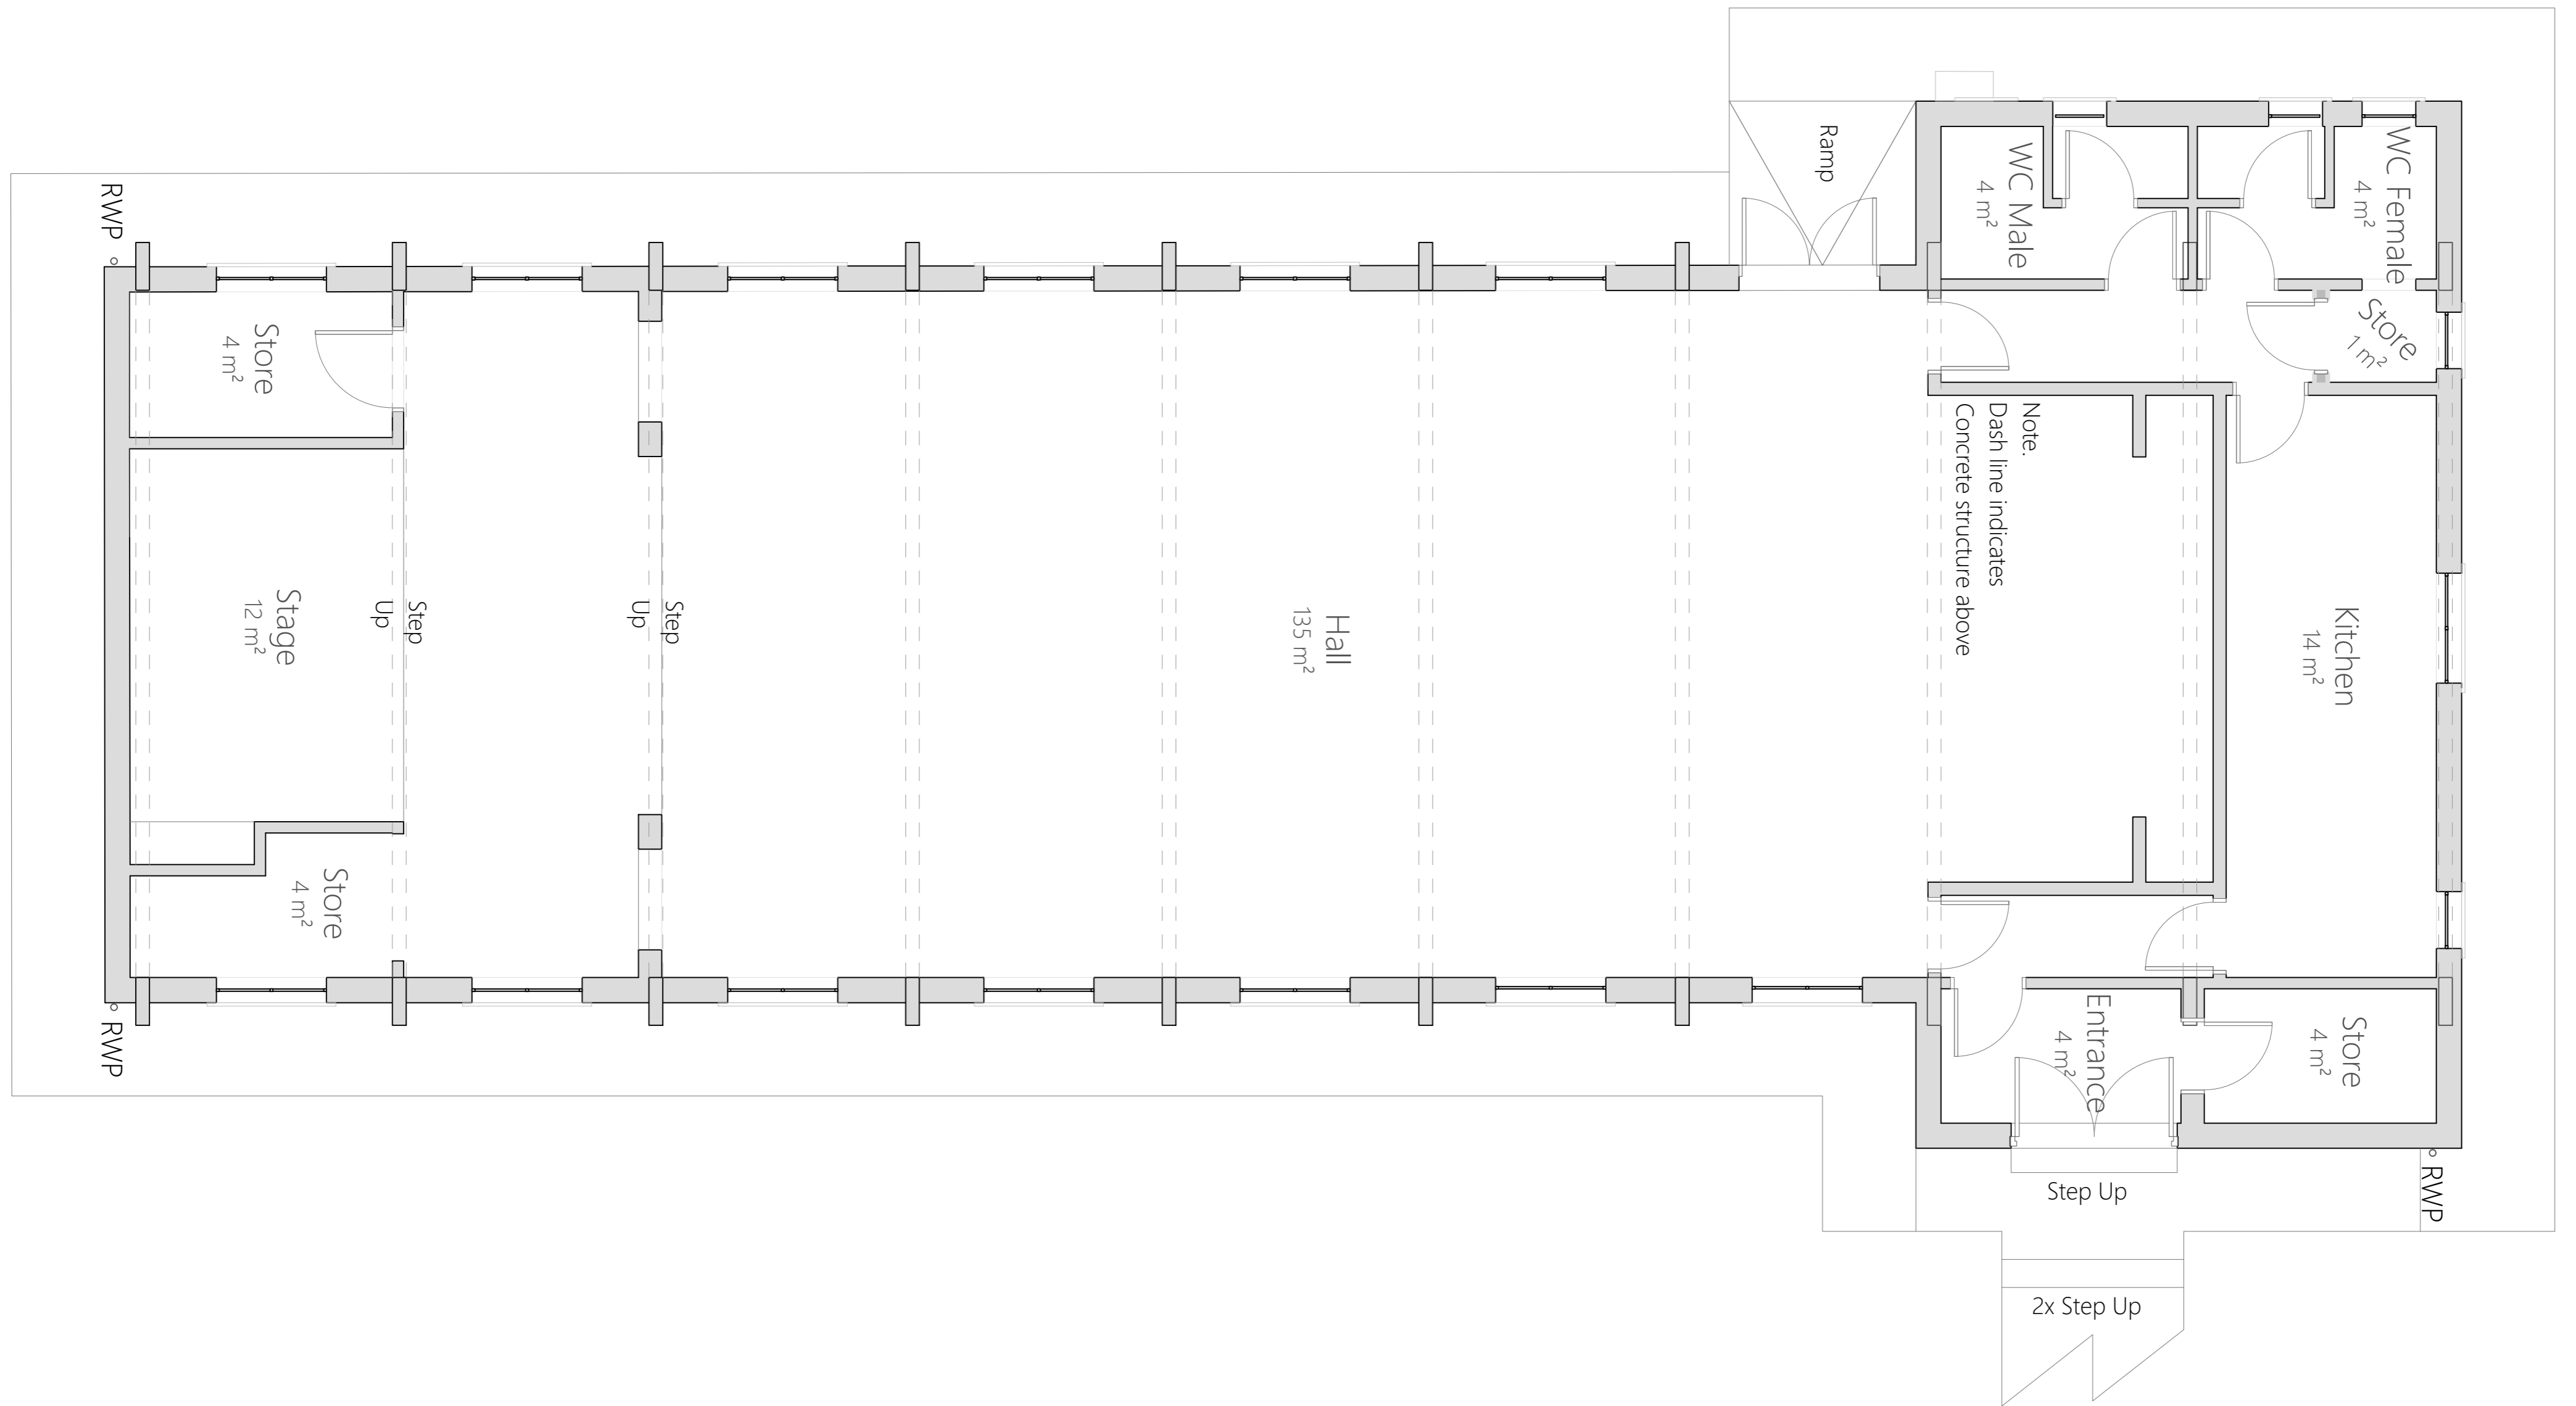 RWP
Ramp
WC Male
4 m²
WC Female
4 m²
Store
4 m²
Store
1 m²
Note.
Dash line indicates
Concrete structure above
Stage
12 m²
Step
Up
Step
Up
Hall
135 m²
Kitchen
14 m²
Store
4 m²
RWP
Entrance
4 m²
Store
4 m²
Step Up
RWP
2x Step Up